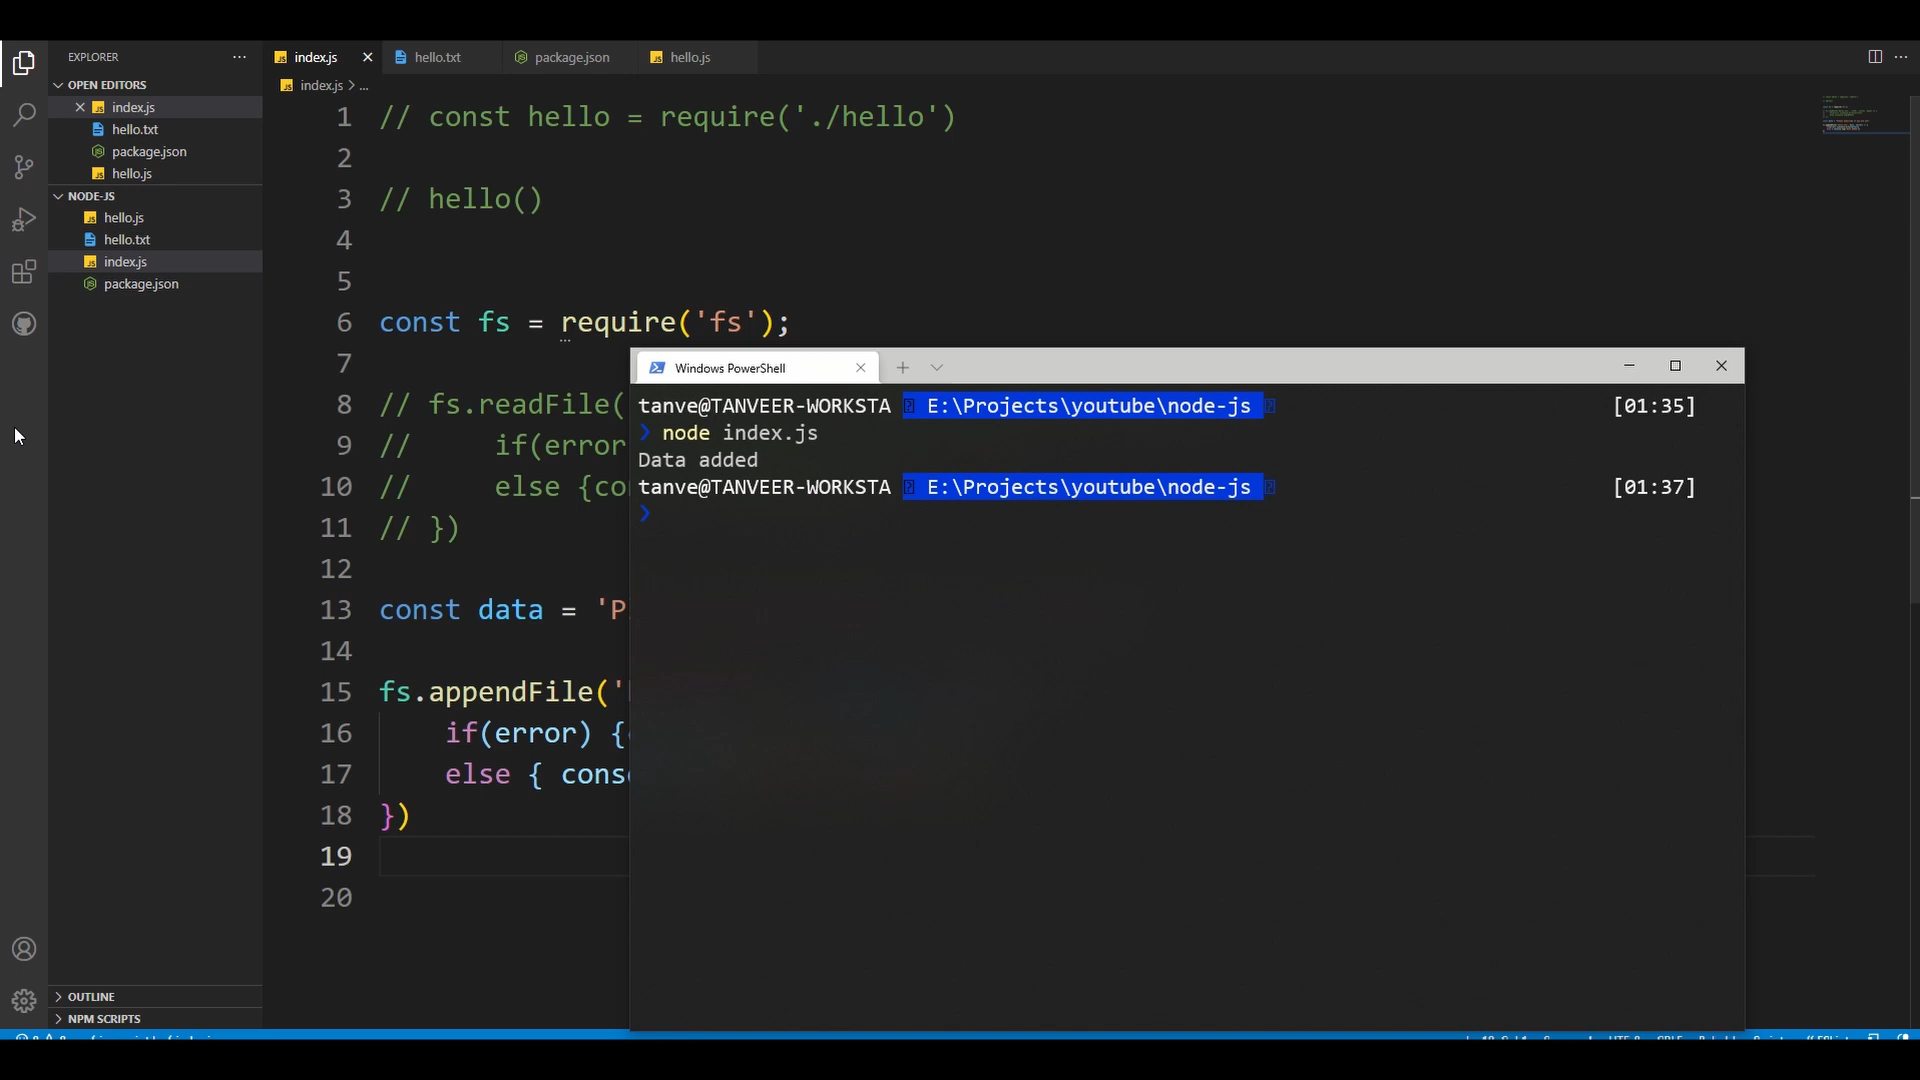 EXPLORER
OPEN EDITORS
index.js
hello.txt
package.json
hello.js
NODE-JS
hello.js
hello.txt
index.js
package.json
OUTLINE
NPM SCRIPTS
index.js
hello.txt
package.json
hello.js
index.js > ...
1 // const hello = require('./hello')
2
3 // hello()
4
5
6 const fs = require('fs');
7
8 // fs.readFile(
9 // if(error
10 // else {co
11 // })
12
13 const data = 'P
14
15 fs.appendFile('
16 if(error) {
17 else { cons
18 })
19
20
Windows PowerShell
tanve@TANVEER-WORKSTA E:\Projects\youtube\node-js [01:35]
❯ node index.js
Data added
tanve@TANVEER-WORKSTA E:\Projects\youtube\node-js [01:37]
❯